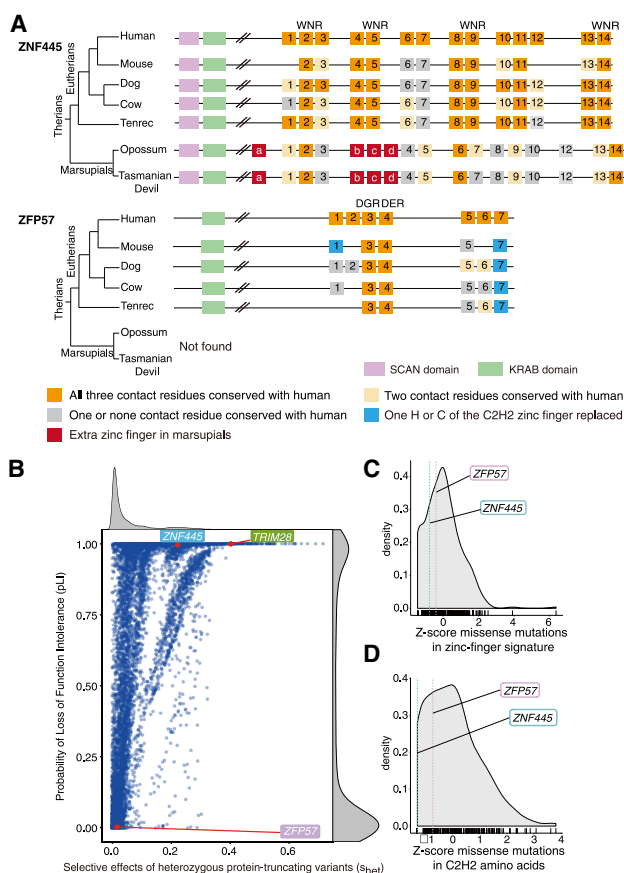 A
WNR WNR WNR
ZNF445
Therians
Eutherians
Marsupials
Human 1 2 3 4 5 6 7 8 9 10 11 12 13 14
Mouse 2 3 4 5 6 7 8 9 10 11 13 14
Dog 1 2 3 4 5 6 7 8 9 10 11 12 13 14
Cow 1 2 3 4 5 6 7 8 9 10 11 12 13 14
Tenrec 1 2 3 4 5 6 7 8 9 10 11 12 13 14
Opossum a 1 2 3 b c d 4 5 6 7 8 9 10 12 13 14
Tasmanian Devil a 1 2 3 b c d 4 5 6 7 8 9 10 12 13 14
ZFP57
DGR DER
Therians
Eutherians
Marsupials
Human 1 2 3 4 5 6 7
Mouse 1 3 4 5 7
Dog 1 2 3 4 5 6 7
Cow 1 3 4 5 6 7
Tenrec 3 4 5 6 7
Opossum
Tasmanian Devil
Not found
SCAN domain
KRAB domain
All three contact residues conserved with human
Two contact residues conserved with human
One or none contact residue conserved with human
One H or C of the C2H2 zinc finger replaced
Extra zinc finger in marsupials
B
ZNF445
TRIM28
ZFP57
Probability of Loss of Function Intolerance (pLI)
1.00
0.75
0.50
0.25
0.00
0.0 0.2 0.4 0.6
Selective effects of heterozygous protein-truncating variants (shet)
C
ZFP57
ZNF445
density
0.4
0.3
0.2
0.1
0.0
0 2 4 6
Z-score missense mutations
in zinc-finger signature
D
ZFP57
ZNF445
density
0.4
0.3
0.2
0.1
0.0
1 0 1 2 3 4
Z-score missense mutations
in C2H2 amino acids